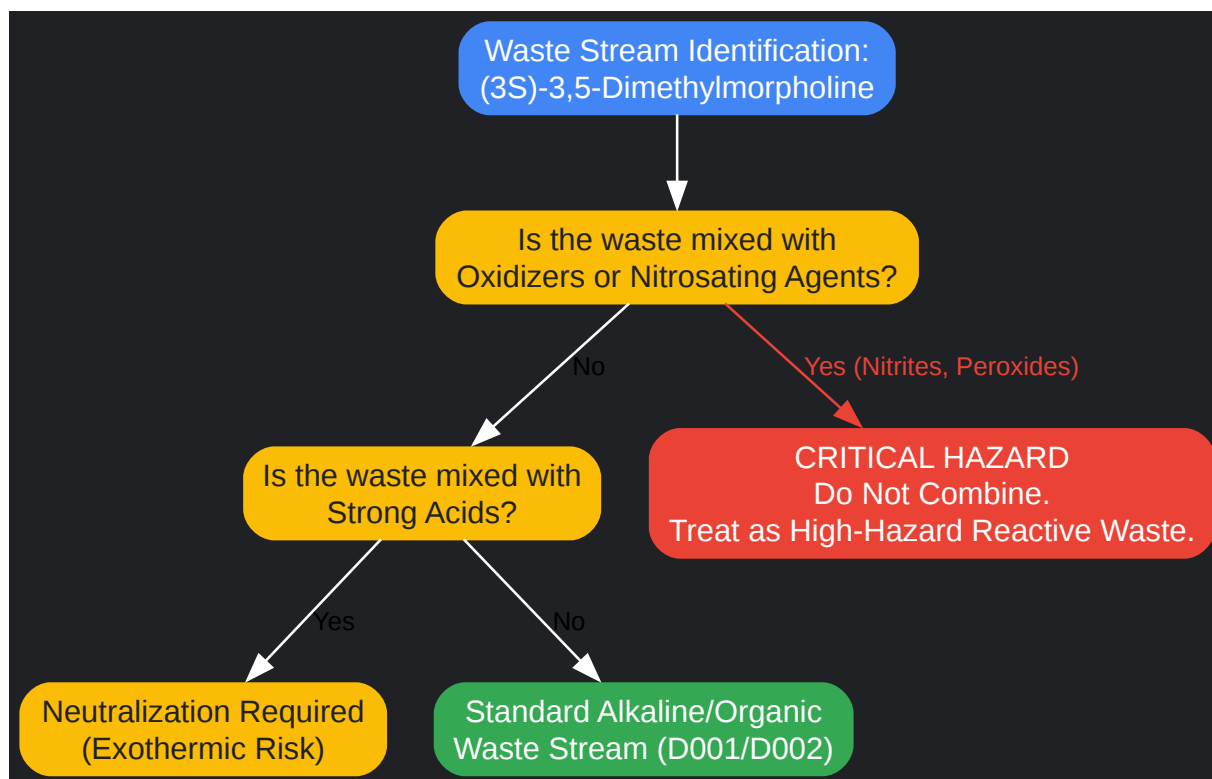 Waste Stream Identification:
(3S)-3,5-Dimethylmorpholine
Is the waste mixed with
Oxidizers or Nitrosating Agents?
No
Yes (Nitrites, Peroxides)
Is the waste mixed with
Strong Acids?
CRITICAL HAZARD
Do Not Combine.
Treat as High-Hazard Reactive Waste.
Yes
No
Neutralization Required
(Exothermic Risk)
Standard Alkaline/Organic
Waste Stream (D001/D002)